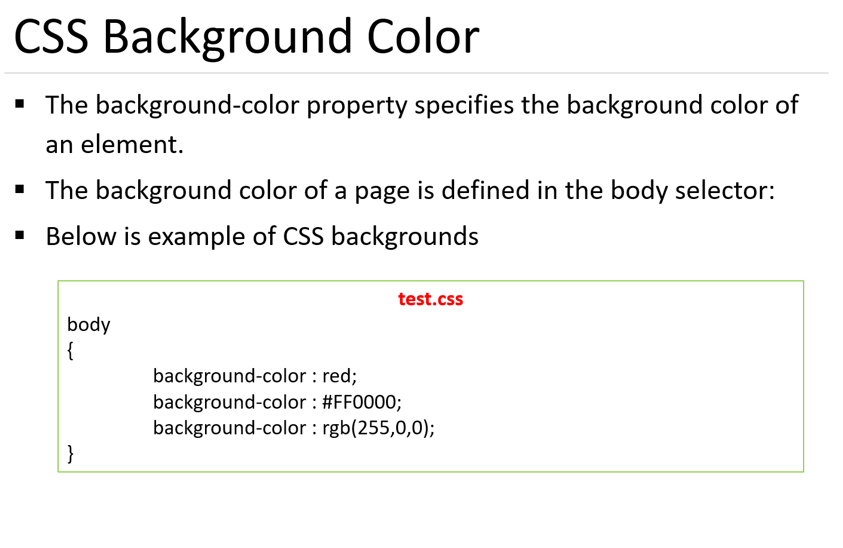 CSS Background Color
▪ The background-color property specifies the background color of
an element.
▪ The background color of a page is defined in the body selector:
▪ Below is example of CSS backgrounds
test.css
body
{
background-color : red;
background-color : #FF0000;
background-color : rgb(255,0,0);
}